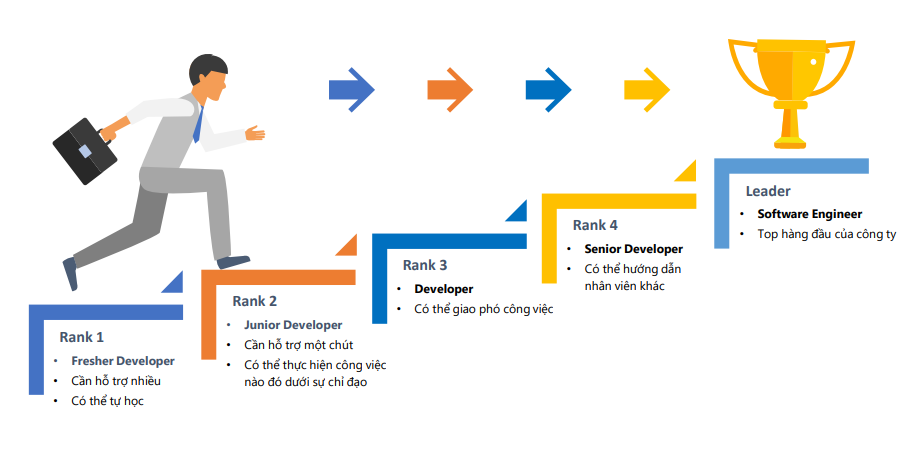 Rank 1
• Fresher Developer
• Cần hỗ trợ nhiều
• Có thể tự học
Rank 2
• Junior Developer
• Cần hỗ trợ một chút
• Có thể thực hiện công việc
nào đó dưới sự chỉ đạo
Rank 3
• Developer
• Có thể giao phó công việc
Rank 4
• Senior Developer
• Có thể hướng dẫn
nhân viên khác
Leader
• Software Engineer
• Top hàng đầu của công ty